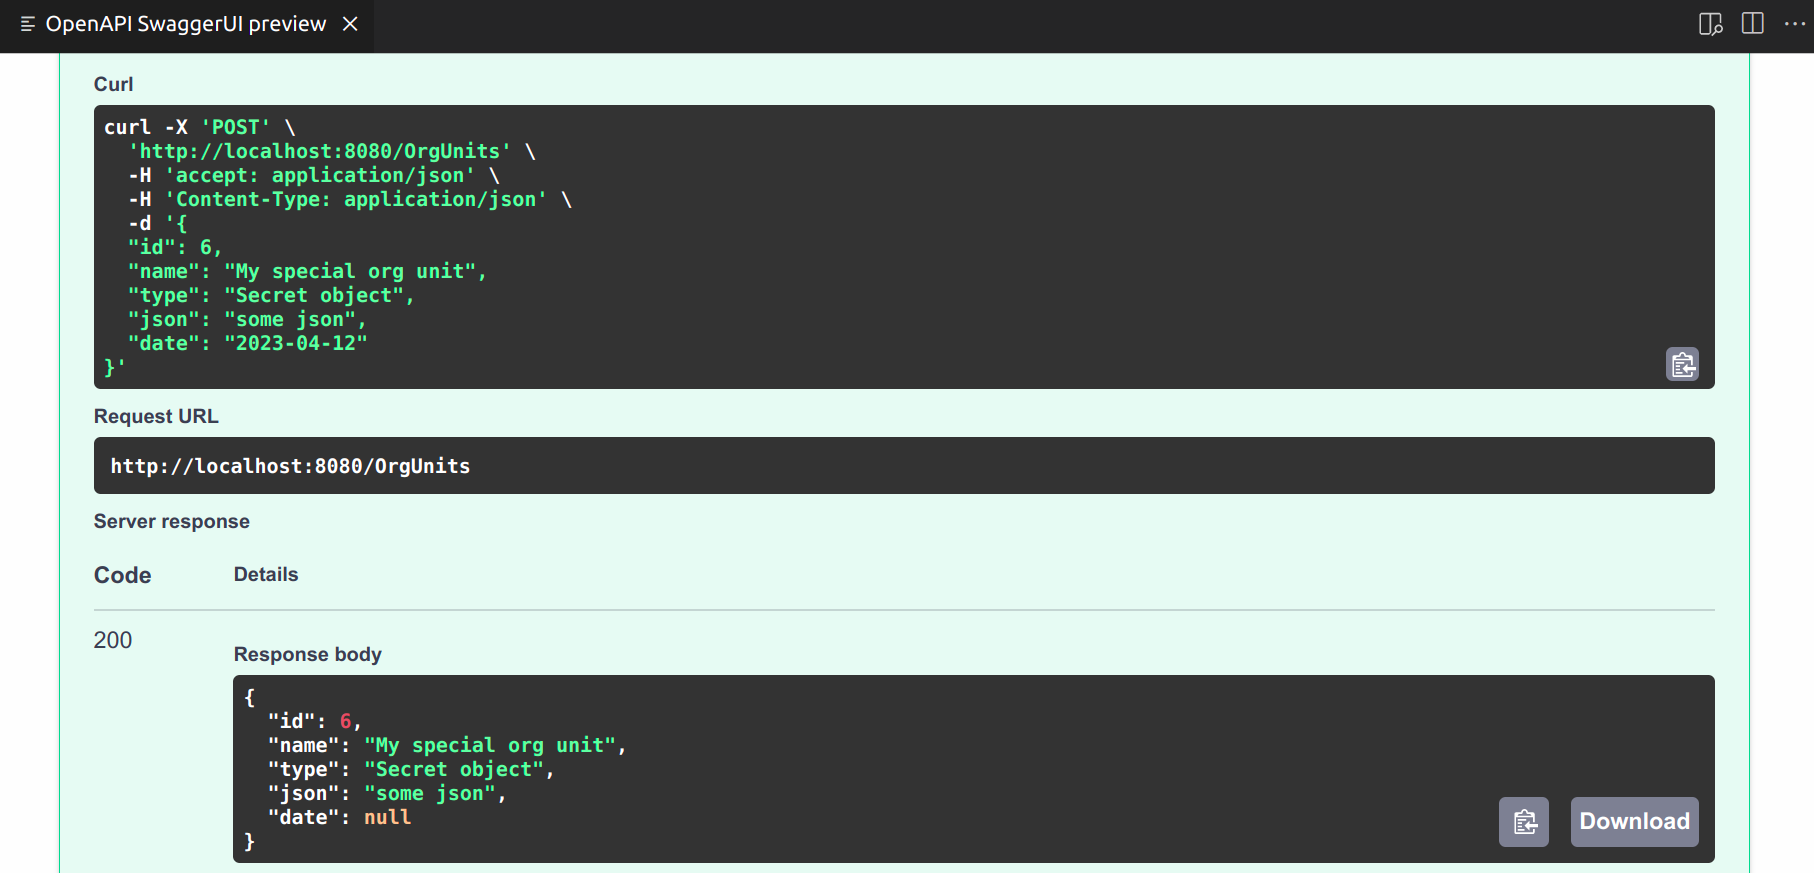 OpenAPI SwaggerUI preview
Curl
curl -X 'POST' \
'http://localhost:8080/OrgUnits' \
-H 'accept: application/json' \
-H 'Content-Type: application/json' \
-d '{
"id": 6,
"name": "My special org unit",
"type": "Secret object",
"json": "some json",
"date": "2023-04-12"
}'
Request URL
http://localhost:8080/OrgUnits
Server response
Code Details
200
Response body
{
"id": 6,
"name": "My special org unit",
"type": "Secret object",
"json": "some json",
"date": null
}
Download